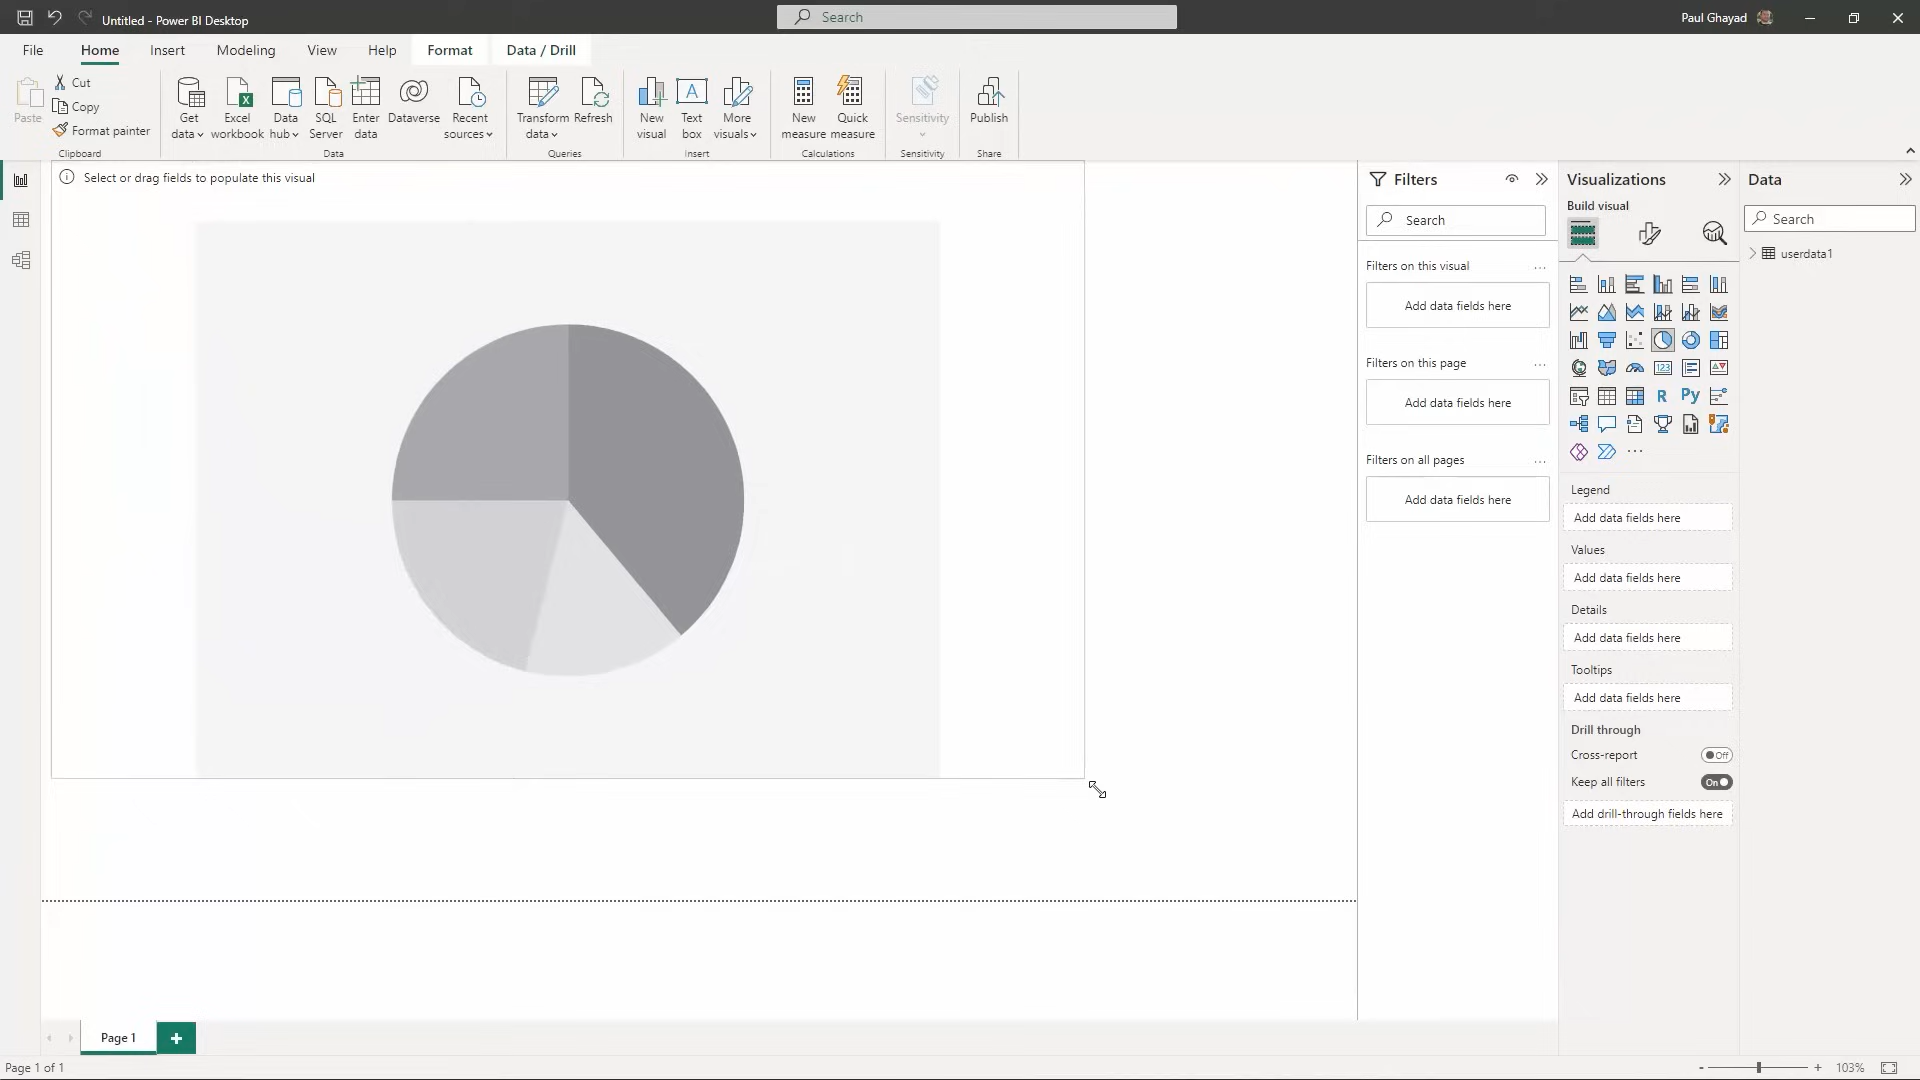 Untitled - Power BI Desktop
Search
Paul Ghayad
File
Home
Insert
Modeling
View
Help
Format
Data / Drill
Paste
Cut
Copy
Format painter
Clipboard
Get
data
Excel
workbook
Data
hub
SQL
Server
Enter
data
Dataverse
Recent
sources
Data
Transform
data
Refresh
Queries
New
visual
Text
box
More
visuals
Insert
New
measure
Quick
measure
Calculations
Sensitivity
Sensitivity
Publish
Share
Select or drag fields to populate this visual
Filters
Search
Filters on this visual
Add data fields here
Filters on this page
Add data fields here
Filters on all pages
Add data fields here
Visualizations
Build visual
123
R
Py
Legend
Add data fields here
Values
Add data fields here
Details
Add data fields here
Tooltips
Add data fields here
Drill through
Cross-report
Off
Keep all filters
On
Add drill-through fields here
Data
Search
userdata1
Page 1
Page 1 of 1
- + 103%